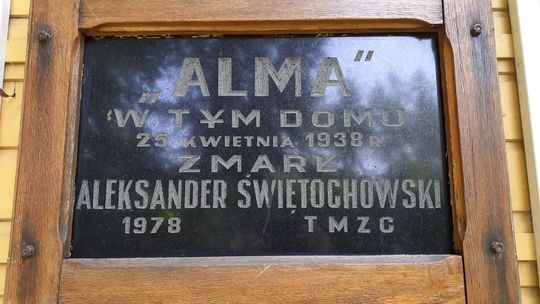 „ALMA”
W TYM DOMU
25 KWIETNIA 1938 r.
ZMARŁ
ALEKSANDER ŚWIĘTOCHOWSKI
1978 TMZC